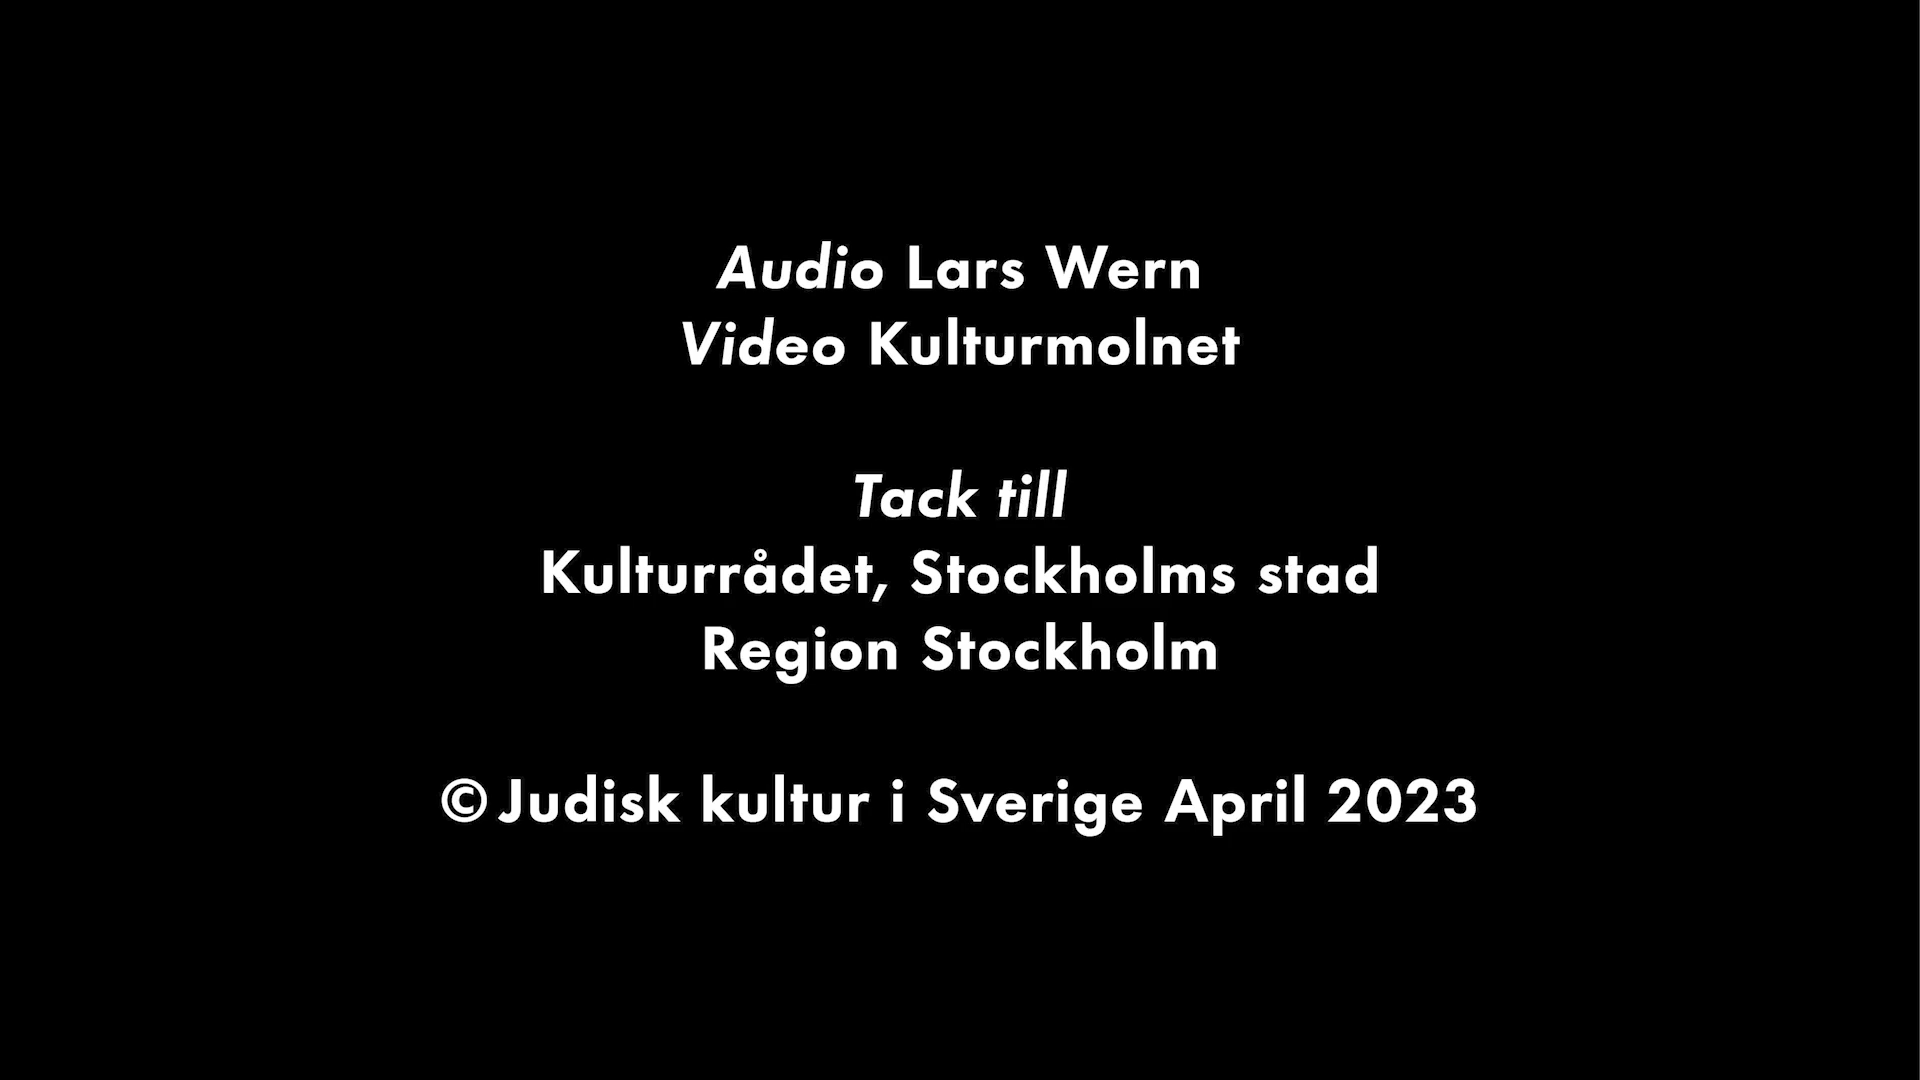 Audio Lars Wern
Video Kulturmolnet
Tack till
Kulturrådet, Stockholms stad
Region Stockholm
© Judisk kultur i Sverige April 2023